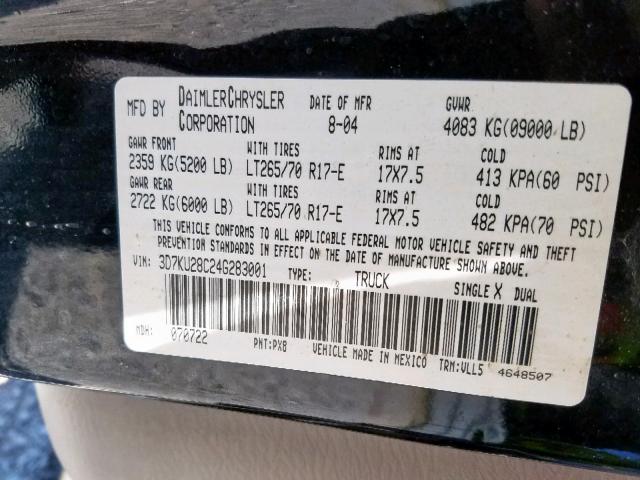 MFD BY DAIMLERCHRYSLER CORPORATION DATE OF MFR 8-04 GVWR 4083 KG(09000 LB)
GAWR FRONT WITH TIRES RIMS AT COLD
2359 KG(5200 LB) LT265/70 R17-E 17X7.5 413 KPA(60 PSI)
GAWR REAR WITH TIRES RIMS AT COLD
2722 KG(6000 LB) LT265/70 R17-E 17X7.5 482 KPA(70 PSI)
THIS VEHICLE CONFORMS TO ALL APPLICABLE FEDERAL MOTOR VEHICLE SAFETY AND THEFT
PREVENTION STANDARDS IN EFFECT ON THE DATE OF MANUFACTURE SHOWN ABOVE.
VIN: 3D7KU28C24G283001 TYPE: TRUCK SINGLE X DUAL
MDH: 070722 PNT:PX8 VEHICLE MADE IN MEXICO TRM:VLL5 4648507